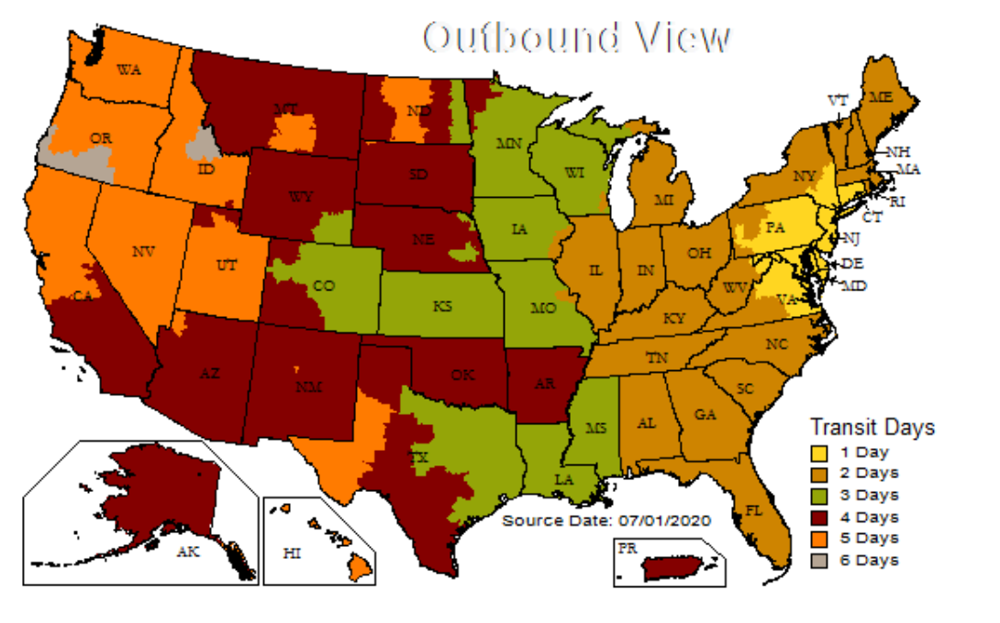 Outbound View
WA
MT
ND
MN
ME
VT
OR
ID
SD
WI
NH
MA
NY
MI
WY
RI
CT
NE
IA
PA
NJ
NV
UT
IL
IN
OH
DE
CO
WV
MD
CA
KS
MO
VA
KY
NC
TN
AZ
NM
OK
AR
SC
GA
AL
MS
TX
LA
FL
Transit Days
1 Day
2 Days
3 Days
4 Days
5 Days
6 Days
Source Date: 07/01/2020
AK
HI
PR